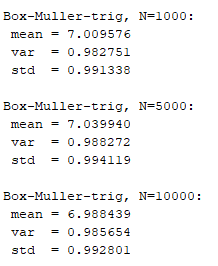 Box-Muller-trig, N=1000:
mean = 7.009576
var = 0.982751
std = 0.991338
Box-Muller-trig, N=5000:
mean = 7.039940
var = 0.988272
std = 0.994119
Box-Muller-trig, N=10000:
mean = 6.988439
var = 0.985654
std = 0.992801